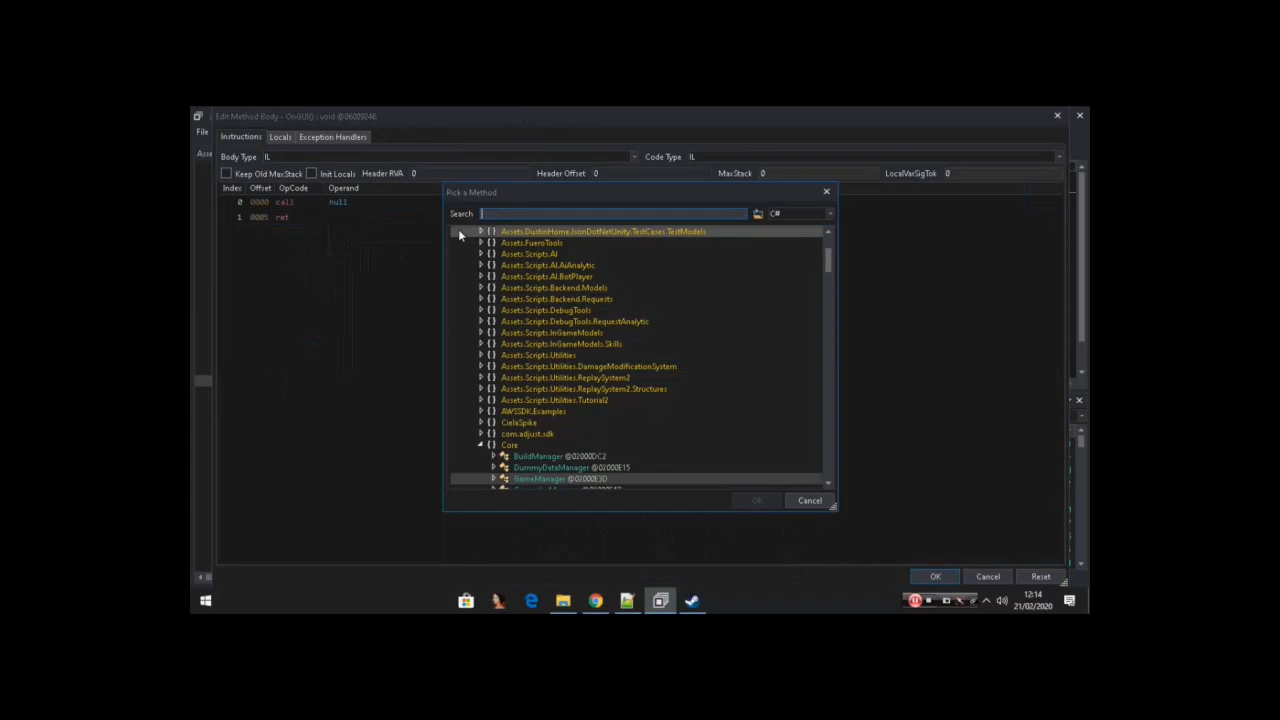 Edit Method Body - OnGUI() : void @06009246
File
Instructions Locals Exception Handlers
Asse
Body Type IL Code Type IL
Keep Old MaxStack Init Locals Header RVA 0 Header Offset 0 MaxStack 0 LocalVarSigTok 0
Index Offset OpCode Operand
0 0000 call null
1 0005 ret
Pick a Method
Search C#
{ } Assets.DustinHorne.JsonDotNetUnity.TestCases.TestModels
{ } Assets.FueroTools
{ } Assets.Scripts.AI
{ } Assets.Scripts.AI.AiAnalytic
{ } Assets.Scripts.AI.BotPlayer
{ } Assets.Scripts.Backend.Models
{ } Assets.Scripts.Backend.Requests
{ } Assets.Scripts.DebugTools
{ } Assets.Scripts.DebugTools.RequestAnalytic
{ } Assets.Scripts.InGameModels
{ } Assets.Scripts.InGameModels.Skills
{ } Assets.Scripts.Utilities
{ } Assets.Scripts.Utilities.DamageModificationSystem
{ } Assets.Scripts.Utilities.ReplaySystem2
{ } Assets.Scripts.Utilities.ReplaySystem2.Structures
{ } Assets.Scripts.Utilities.Tutorial2
{ } AWSSDK.Examples
{ } CielaSpike
{ } com.adjust.sdk
{ } Core
BuildManager @02000DC2
DummyDataManager @02000E15
GameManager @02000E3D
OK Cancel
OK Cancel Reset
12:14
21/02/2020